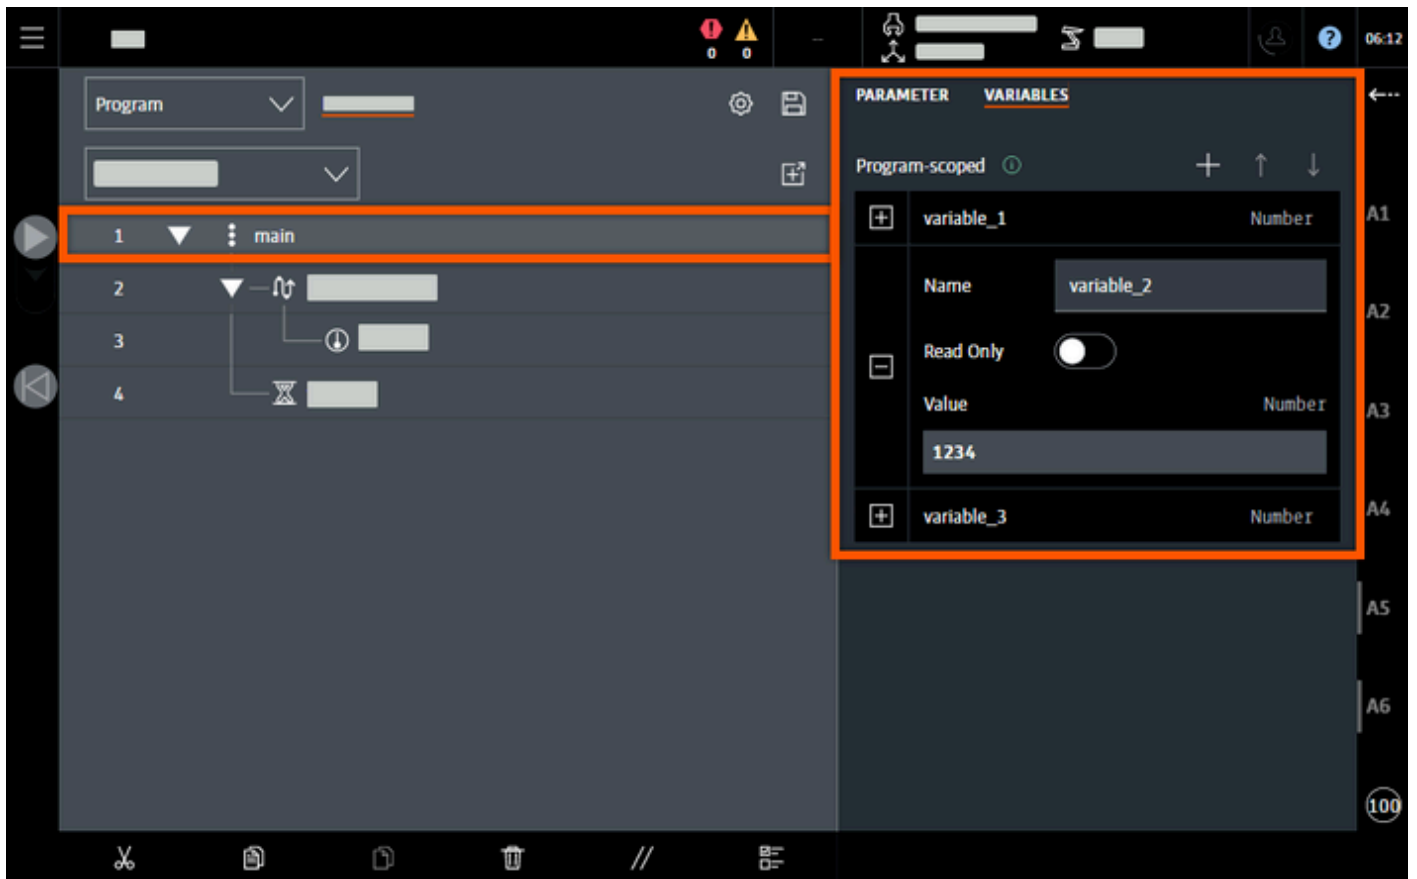 0 0 -- ? 06:12
Program
PARAMETER VARIABLES
Program-scoped
variable_1 Number
A1
1 main
2
Name variable_2
A2
3
Read Only
4
Value Number
A3
1234
variable_3 Number
A4
A5
A6
100
//